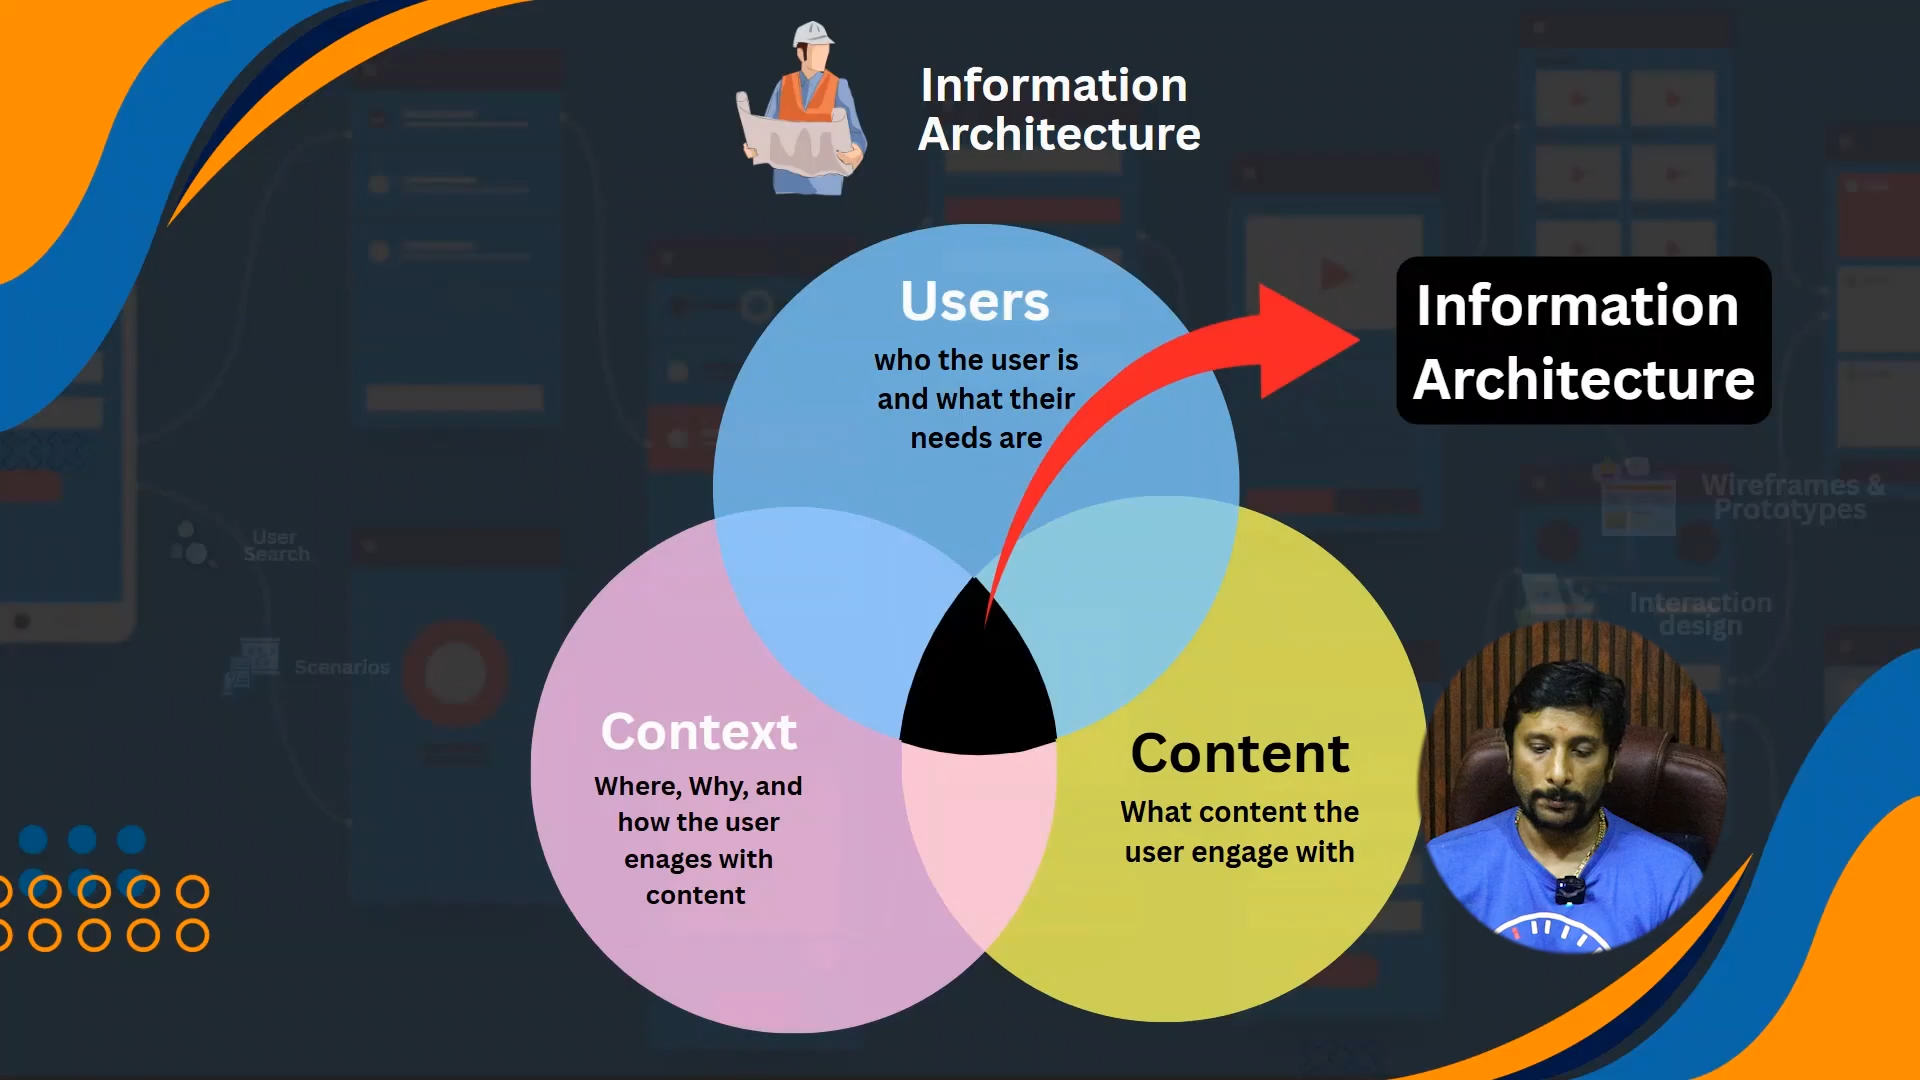 Information
Architecture
Users
who the user is
and what their
needs are
Information
Architecture
Wireframes &
Prototypes
User
Search
Interaction
design
Scenarios
Context
Where, Why, and
how the user
enages with
content
Content
What content the
user engage with